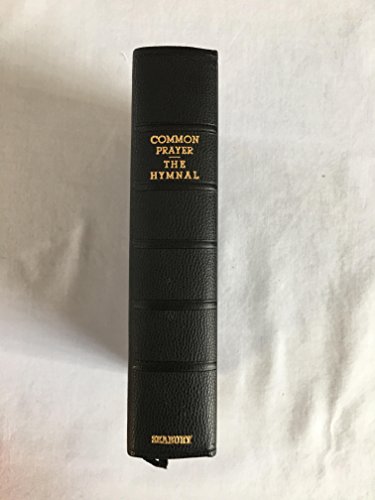 COMMON
PRAYER
THE
HYMNAL
SEABURY